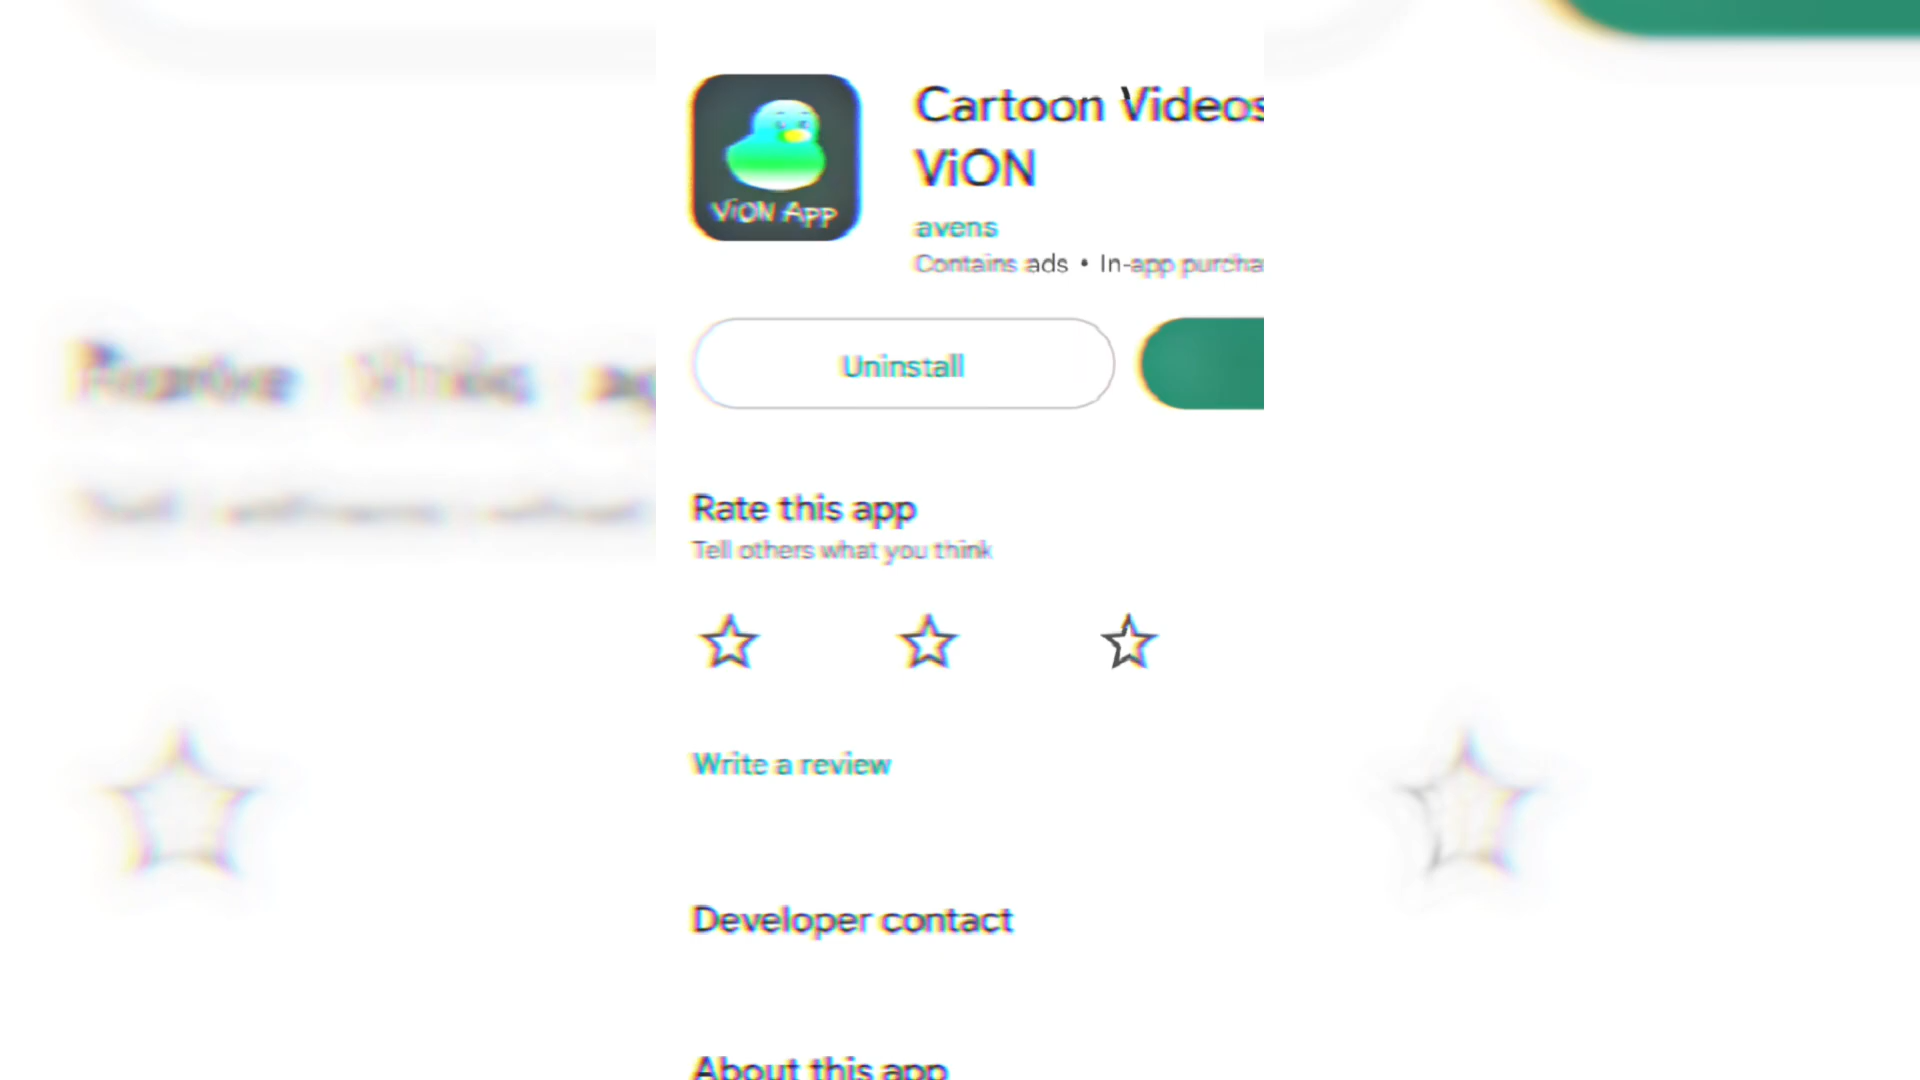 Cartoon Videos
ViON
ViON App
avens
Contains ads • In-app purcha
Uninstall
Rate this app
Tell others what you think
Write a review
Developer contact
About this app